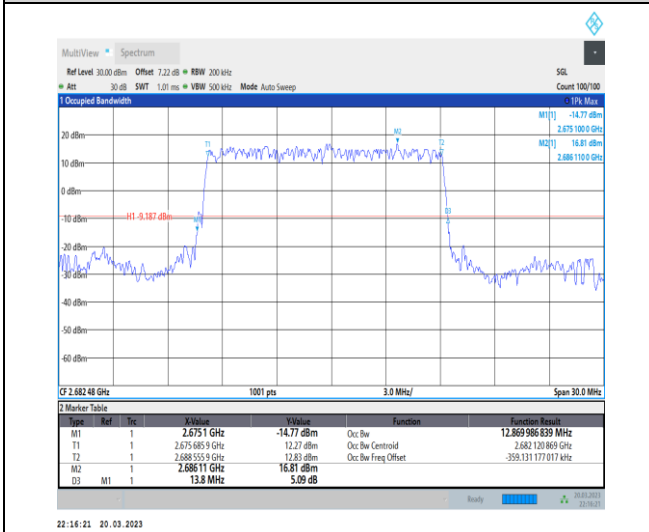 MultiView Spectrum
Ref Level 30.00 dBm Offset 7.22 dB RBW 200 kHz SGL
Att 30 dB SWT 1.01 ms VBW 500 kHz Mode Auto Sweep Count 100/100
1 Occupied Bandwidth 1Pk Max
M1[1] -14.77 dBm
2.675 100 0 GHz
M2[1] 16.81 dBm
2.686 110 0 GHz
20 dBm
M2
T1 T2
10 dBm
0 dBm
-10 dBm H1 -9.187 dBm
-20 dBm
-30 dBm
-40 dBm
-50 dBm
-60 dBm
CF 2.682 48 GHz 1001 pts 3.0 MHz/ Span 30.0 MHz
2 Marker Table
Type Ref Trc X-Value Y-Value Function Function Result
M1 1 2.6751 GHz -14.77 dBm Occ Bw 12.869 986 839 MHz
T1 1 2.675 685 9 GHz 12.27 dBm Occ Bw Centroid 2.682 120 869 GHz
T2 1 2.688 555 9 GHz 12.83 dBm Occ Bw Freq Offset -359.131 177 017 kHz
M2 1 2.686 11 GHz 16.81 dBm
D3 M1 1 13.8 MHz 5.09 dB
Ready 20.03.2023
22:16:21
22:16:21 20.03.2023